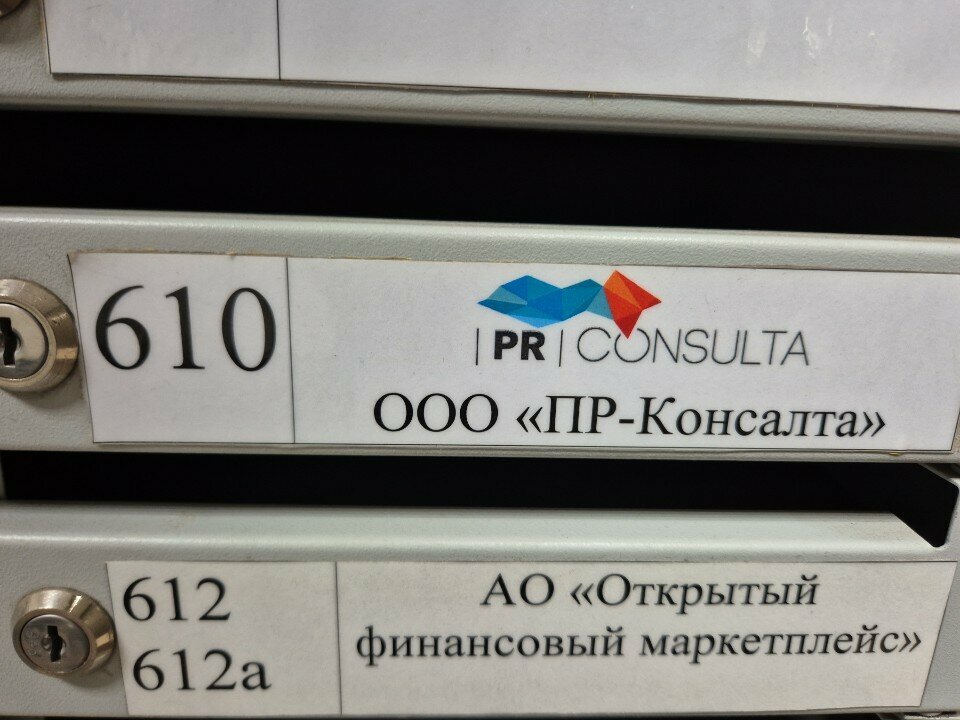 610
| PR | CONSULTA
ООО «ПР-Консалта»
612
612а
АО «Открытый
финансовый маркетплейс»